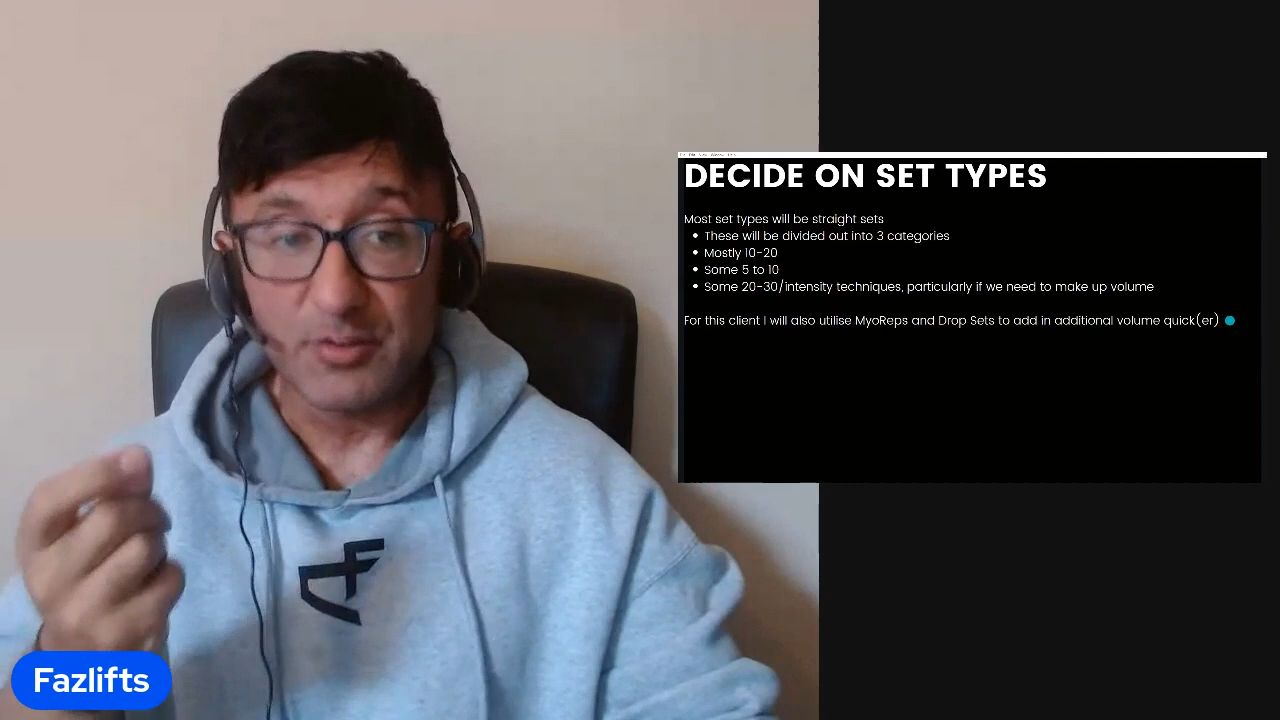 DECIDE ON SET TYPES
Most set types will be straight sets
• These will be divided out into 3 categories
• Mostly 10-20
• Some 5 to 10
• Some 20-30/intensity techniques, particularly if we need to make up volume
For this client I will also utilise MyoReps and Drop Sets to add in additional volume quick(er)
Fazlifts